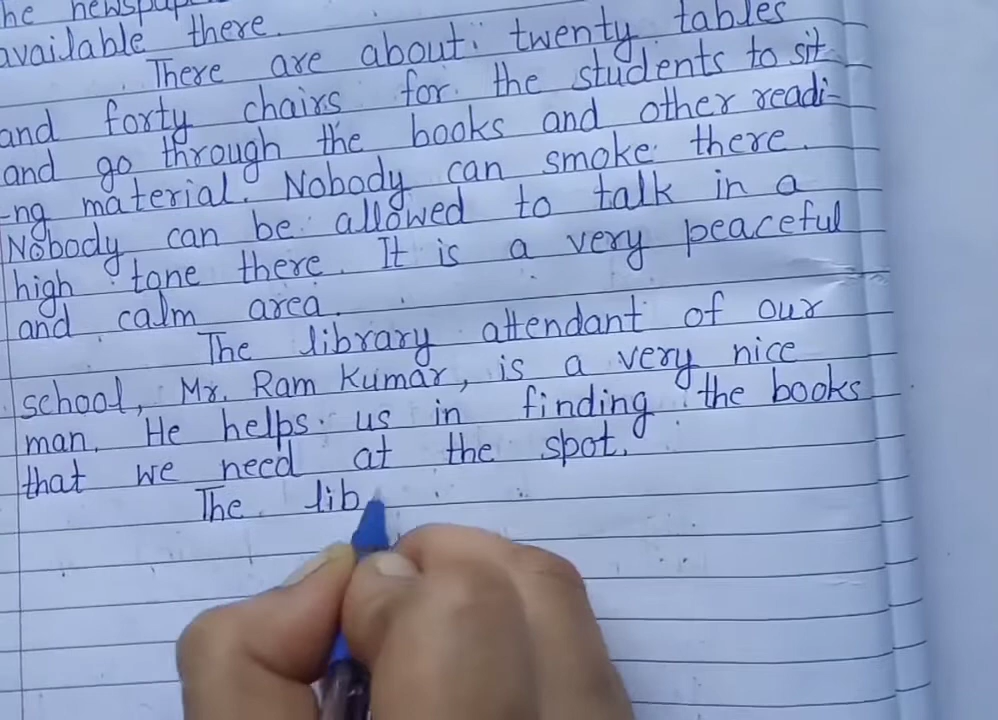 he newspap
available there.
There are about twenty tables
and forty chairs for the students to sit
and go through the books and other readi-
-ng material. Nobody can smoke there.
Nobody can be allowed to talk in a
high tone there. It is a very peaceful
and calm area.
The library attendant of our
school, Mr. Ram Kumar, is a very nice
man. He helps us in finding the books
that we need at the spot.
The lib